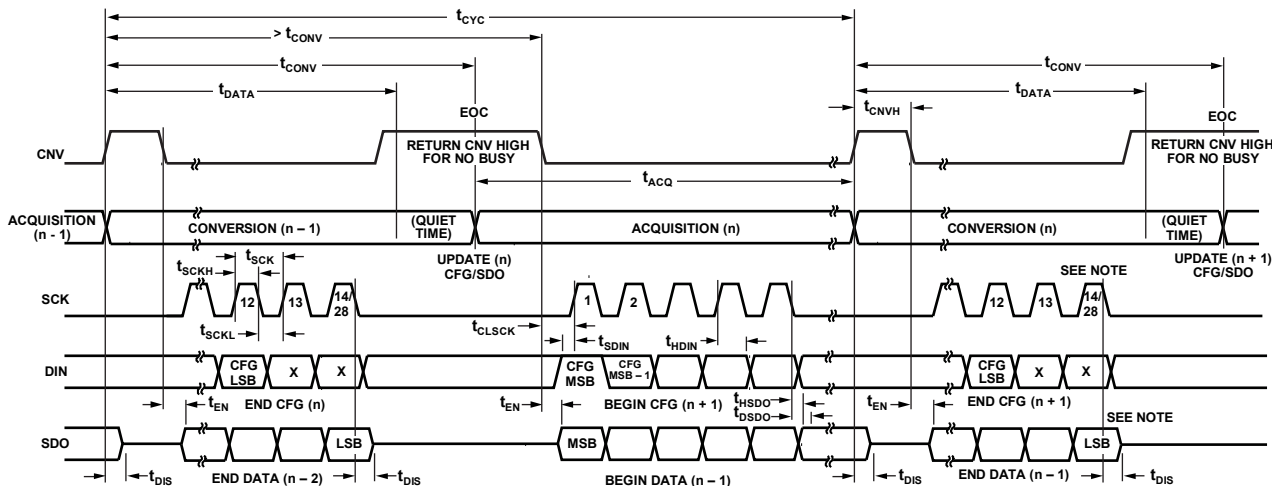 tCYC
> tCONV
tCONV
tCONV
tDATA
tDATA
tCNVH
EOC
EOC
CNV
RETURN CNV HIGH
FOR NO BUSY
RETURN CNV HIGH
FOR NO BUSY
tACQ
ACQUISITION
(n - 1)
CONVERSION (n – 1)
(QUIET
TIME)
ACQUISITION (n)
CONVERSION (n)
(QUIET
TIME)
UPDATE (n)
CFG/SDO
UPDATE (n + 1)
CFG/SDO
tSCKH
tSCK
SEE NOTE
SCK
12
13
14/
28
1
2
12
13
14/
28
tSCKL
tCLSCK
tSDIN
tHDIN
DIN
CFG
LSB
X
X
CFG
MSB
CFG
MSB – 1
CFG
LSB
X
X
tEN
END CFG (n)
tEN
BEGIN CFG (n + 1)
tHSDO
tDSDO
tEN
END CFG (n + 1)
SEE NOTE
SDO
LSB
MSB
LSB
tDIS
END DATA (n – 2)
tDIS
BEGIN DATA (n – 1)
tDIS
END DATA (n – 1)
tDIS